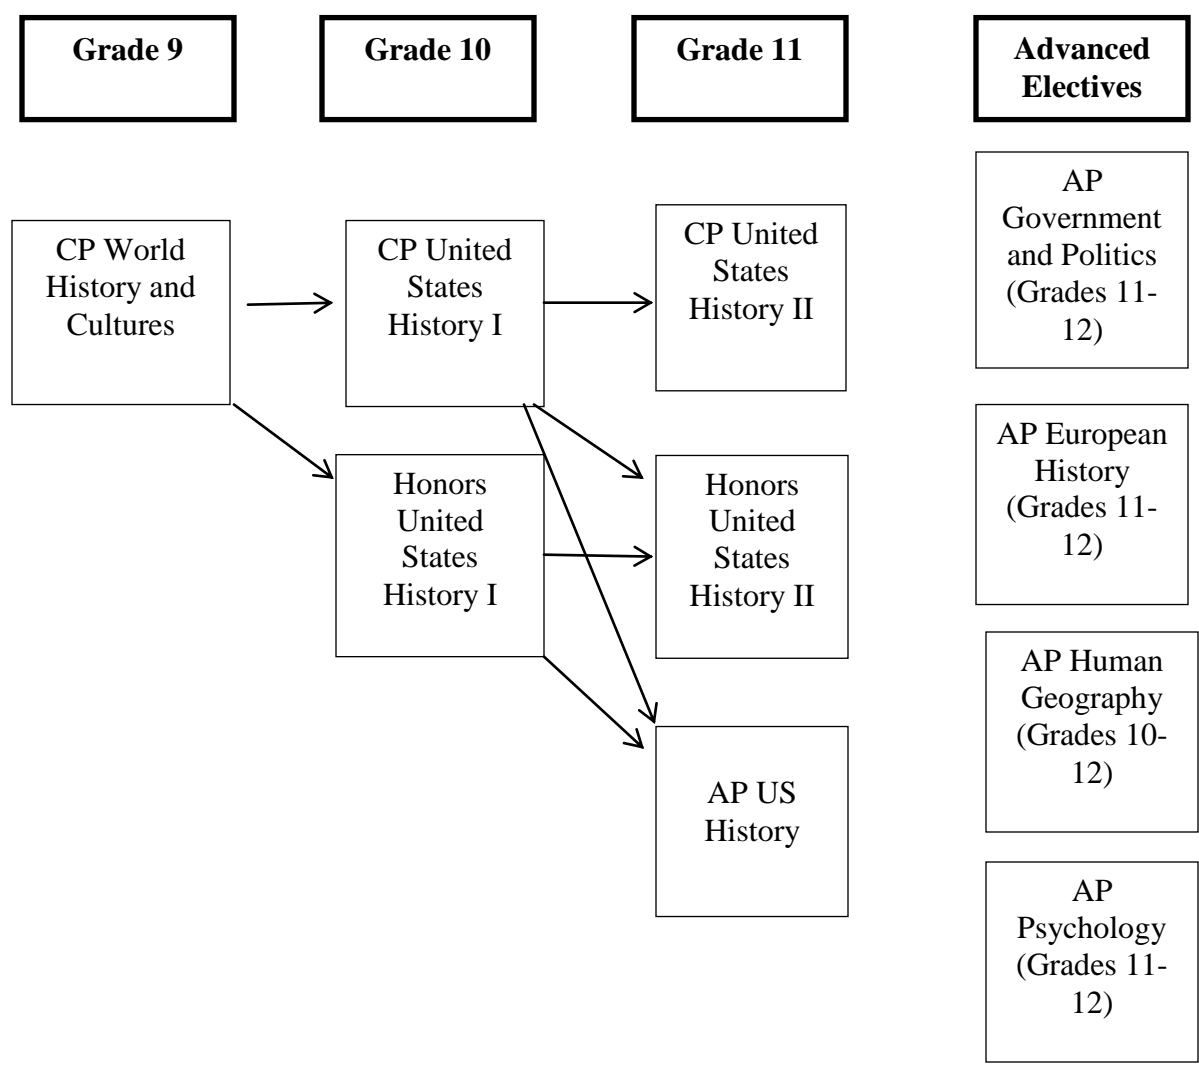 Grade 9
Grade 10
Grade 11
Advanced
Electives
CP World
History and
Cultures
CP United
States
History I
CP United
States
History II
AP
Government
and Politics
(Grades 11-
12)
Honors
United
States
History I
Honors
United
States
History II
AP European
History
(Grades 11-
12)
AP US
History
AP Human
Geography
(Grades 10-
12)
AP
Psychology
(Grades 11-
12)